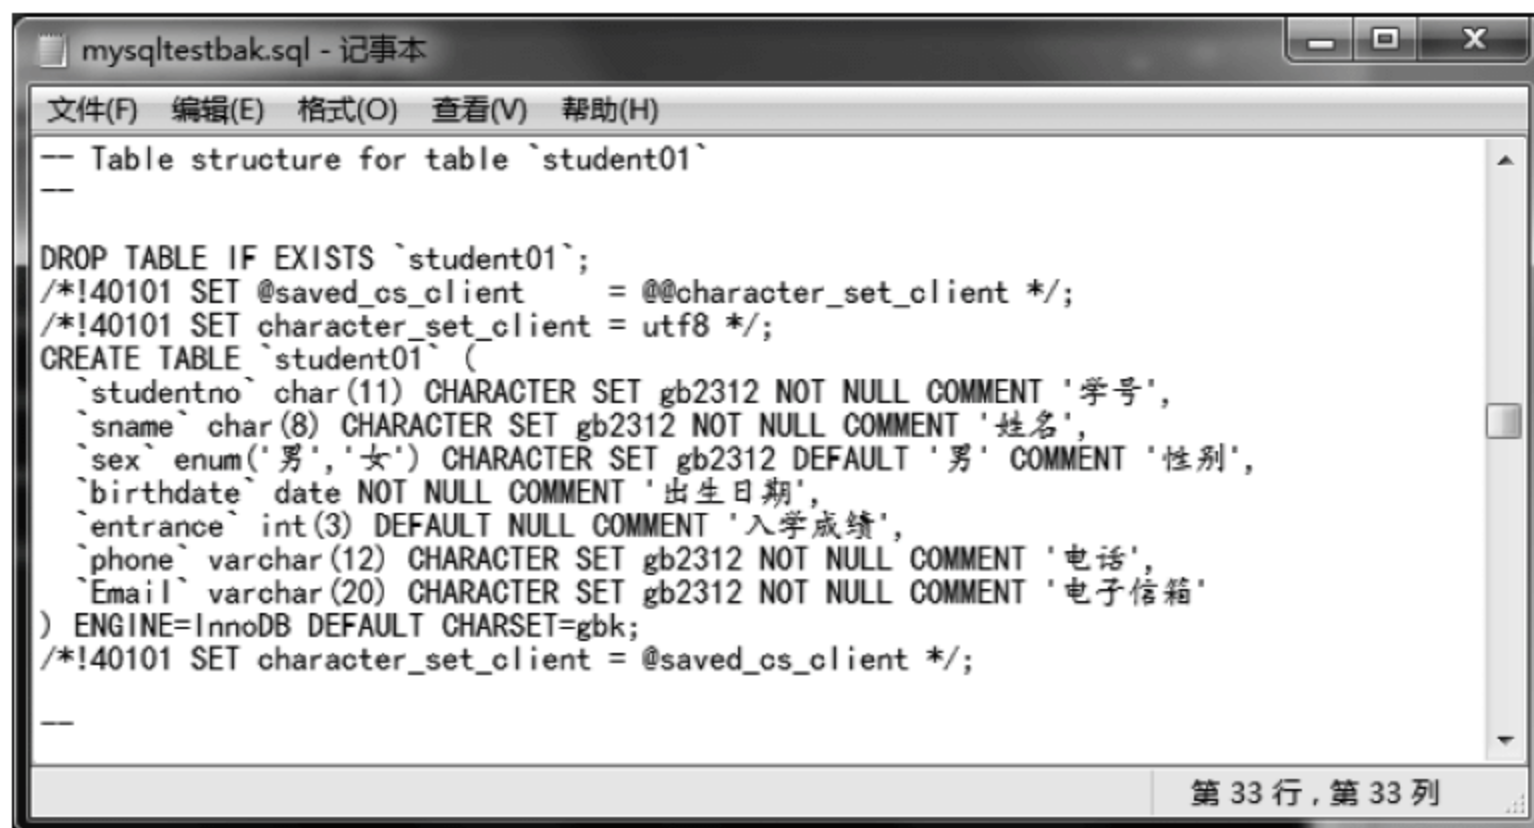 mysqltestbak.sql - 记事本
文件(F) 编辑(E) 格式(O) 查看(V) 帮助(H)
-- Table structure for table `student01`
--
DROP TABLE IF EXISTS `student01`;
/*!40101 SET @saved_cs_client     = @@character_set_client */;
/*!40101 SET character_set_client = utf8 */;
CREATE TABLE `student01` (
  `studentno` char(11) CHARACTER SET gb2312 NOT NULL COMMENT '学号',
  `sname` char(8) CHARACTER SET gb2312 NOT NULL COMMENT '姓名',
  `sex` enum('男','女') CHARACTER SET gb2312 DEFAULT '男' COMMENT '性别',
  `birthdate` date NOT NULL COMMENT '出生日期',
  `entrance` int(3) DEFAULT NULL COMMENT '入学成绩',
  `phone` varchar(12) CHARACTER SET gb2312 NOT NULL COMMENT '电话',
  `Email` varchar(20) CHARACTER SET gb2312 NOT NULL COMMENT '电子信箱'
) ENGINE=InnoDB DEFAULT CHARSET=gbk;
/*!40101 SET character_set_client = @saved_cs_client */;
--
第 33 行，第 33 列